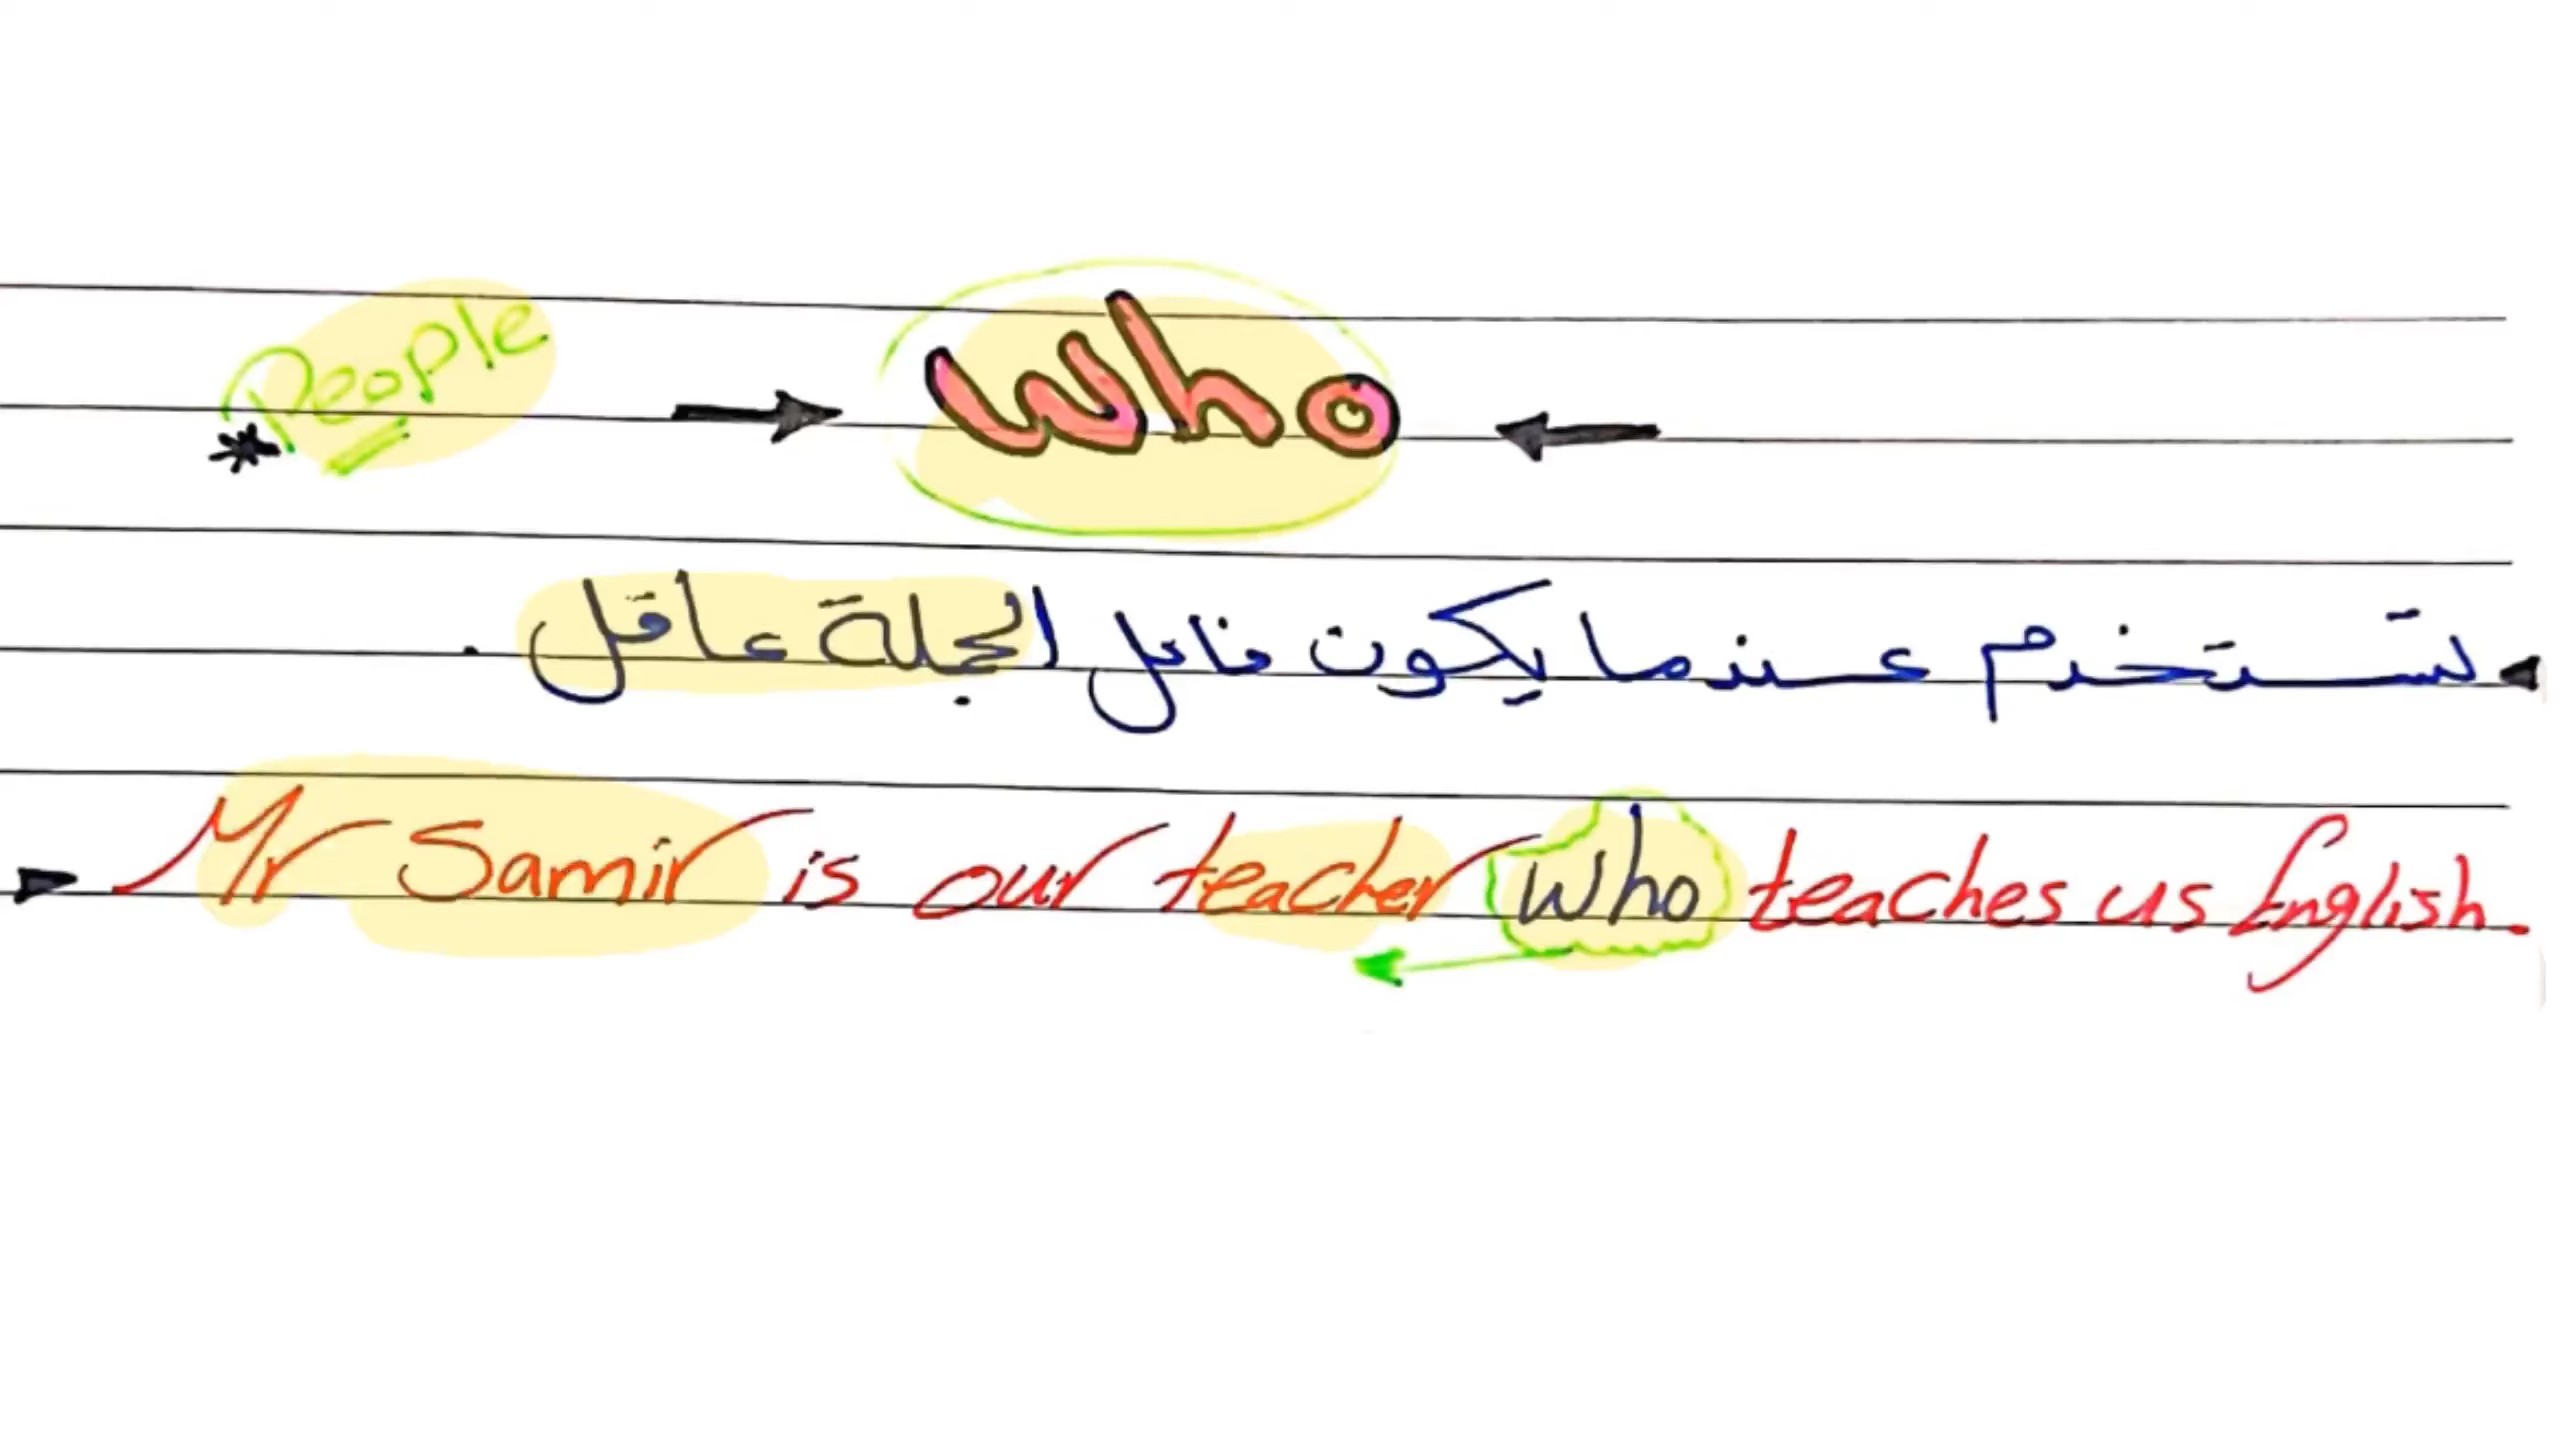 * People → Who ←
تستخدم عندما يكون فاعل الجملة عاقل .
Mr Samir is our teacher who teaches us English.